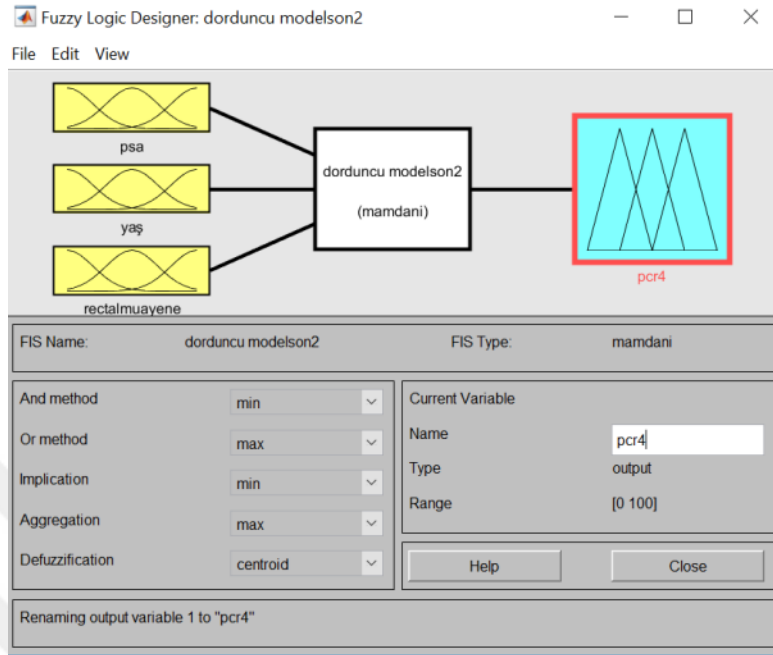 Fuzzy Logic Designer: dorduncu modelson2
File Edit View
psa
yaş
rectalmuayene
dorduncu modelson2
(mamdani)
pcr4
FIS Name: dorduncu modelson2 FIS Type: mamdani
And method min
Or method max
Implication min
Aggregation max
Defuzzification centroid
Current Variable
Name pcr4
Type output
Range [0 100]
Help Close
Renaming output variable 1 to "pcr4"